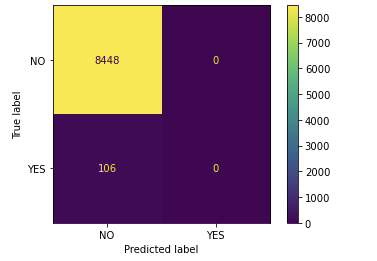 NO
8448
0
YES
106
0
NO
YES
Predicted label
True label
8000
7000
6000
5000
4000
3000
2000
1000
0